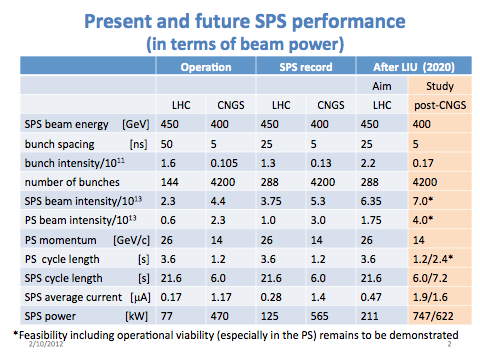 Present and future SPS performance
(in terms of beam power)
Operation SPS record After LIU (2020)
Aim Study
LHC CNGS LHC CNGS LHC post-CNGS
SPS beam energy [GeV] 450 400 450 400 450 400
bunch spacing [ns] 50 5 25 5 25 5
bunch intensity/10¹¹ 1.6 0.105 1.3 0.13 2.2 0.17
number of bunches 144 4200 288 4200 288 4200
SPS beam intensity/10¹³ 2.3 4.4 3.75 5.3 6.35 7.0*
PS beam intensity/10¹³ 0.6 2.3 1.0 3.0 1.75 4.0*
PS momentum [GeV/c] 26 14 26 14 26 14
PS cycle length [s] 3.6 1.2 3.6 1.2 3.6 1.2/2.4*
SPS cycle length [s] 21.6 6.0 21.6 6.0 21.6 6.0/7.2
SPS average current [μA] 0.17 1.17 0.28 1.4 0.47 1.9/1.6
SPS power [kW] 77 470 125 565 211 747/622
*Feasibility including operational viability (especially in the PS) remains to be demonstrated
2/10/2012 2